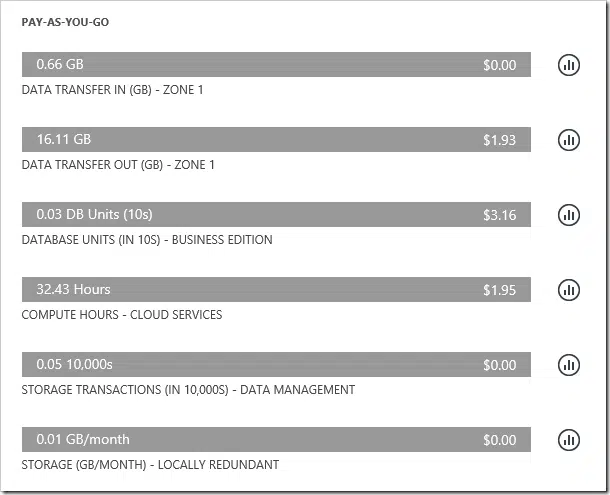 PAY-AS-YOU-GO
0.66 GB $0.00
DATA TRANSFER IN (GB) - ZONE 1
16.11 GB $1.93
DATA TRANSFER OUT (GB) - ZONE 1
0.03 DB Units (10s) $3.16
DATABASE UNITS (IN 10S) - BUSINESS EDITION
32.43 Hours $1.95
COMPUTE HOURS - CLOUD SERVICES
0.05 10,000s $0.00
STORAGE TRANSACTIONS (IN 10,000S) - DATA MANAGEMENT
0.01 GB/month $0.00
STORAGE (GB/MONTH) - LOCALLY REDUNDANT